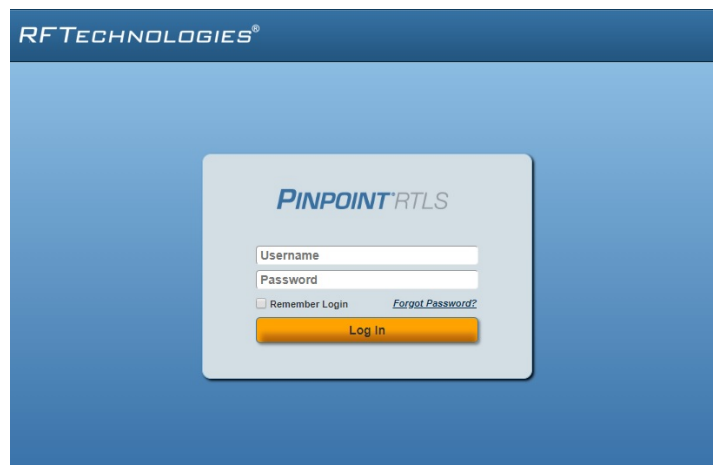 RFTECHNOLOGIES®
PINPOINT®RTLS
Username
Password
Remember Login Forgot Password?
Log In